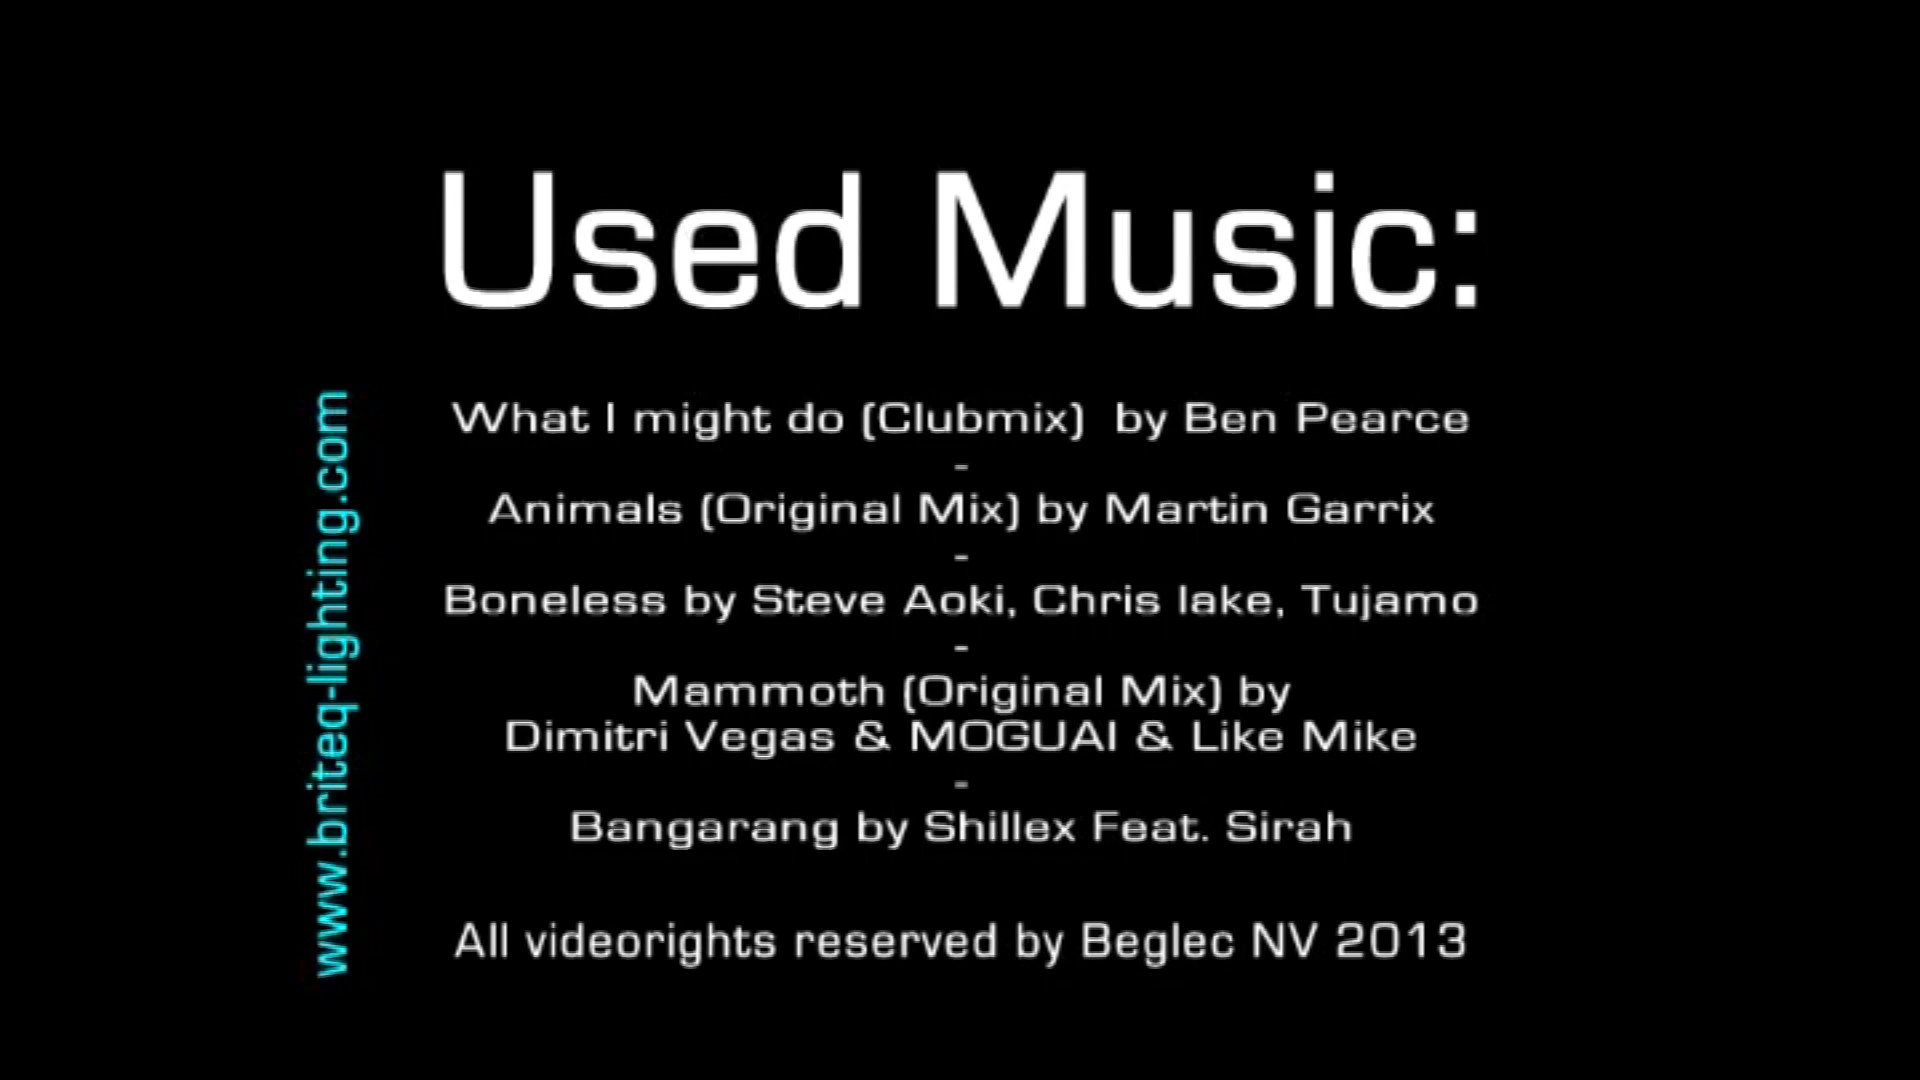 Used Music:
www.briteq-lighting.com
What I might do (Clubmix)  by Ben Pearce
-
Animals (Original Mix) by Martin Garrix
-
Boneless by Steve Aoki, Chris lake, Tujamo
-
Mammoth (Original Mix) by
Dimitri Vegas & MOGUAI & Like Mike
-
Bangarang by Shillex Feat. Sirah
All videorights reserved by Beglec NV 2013